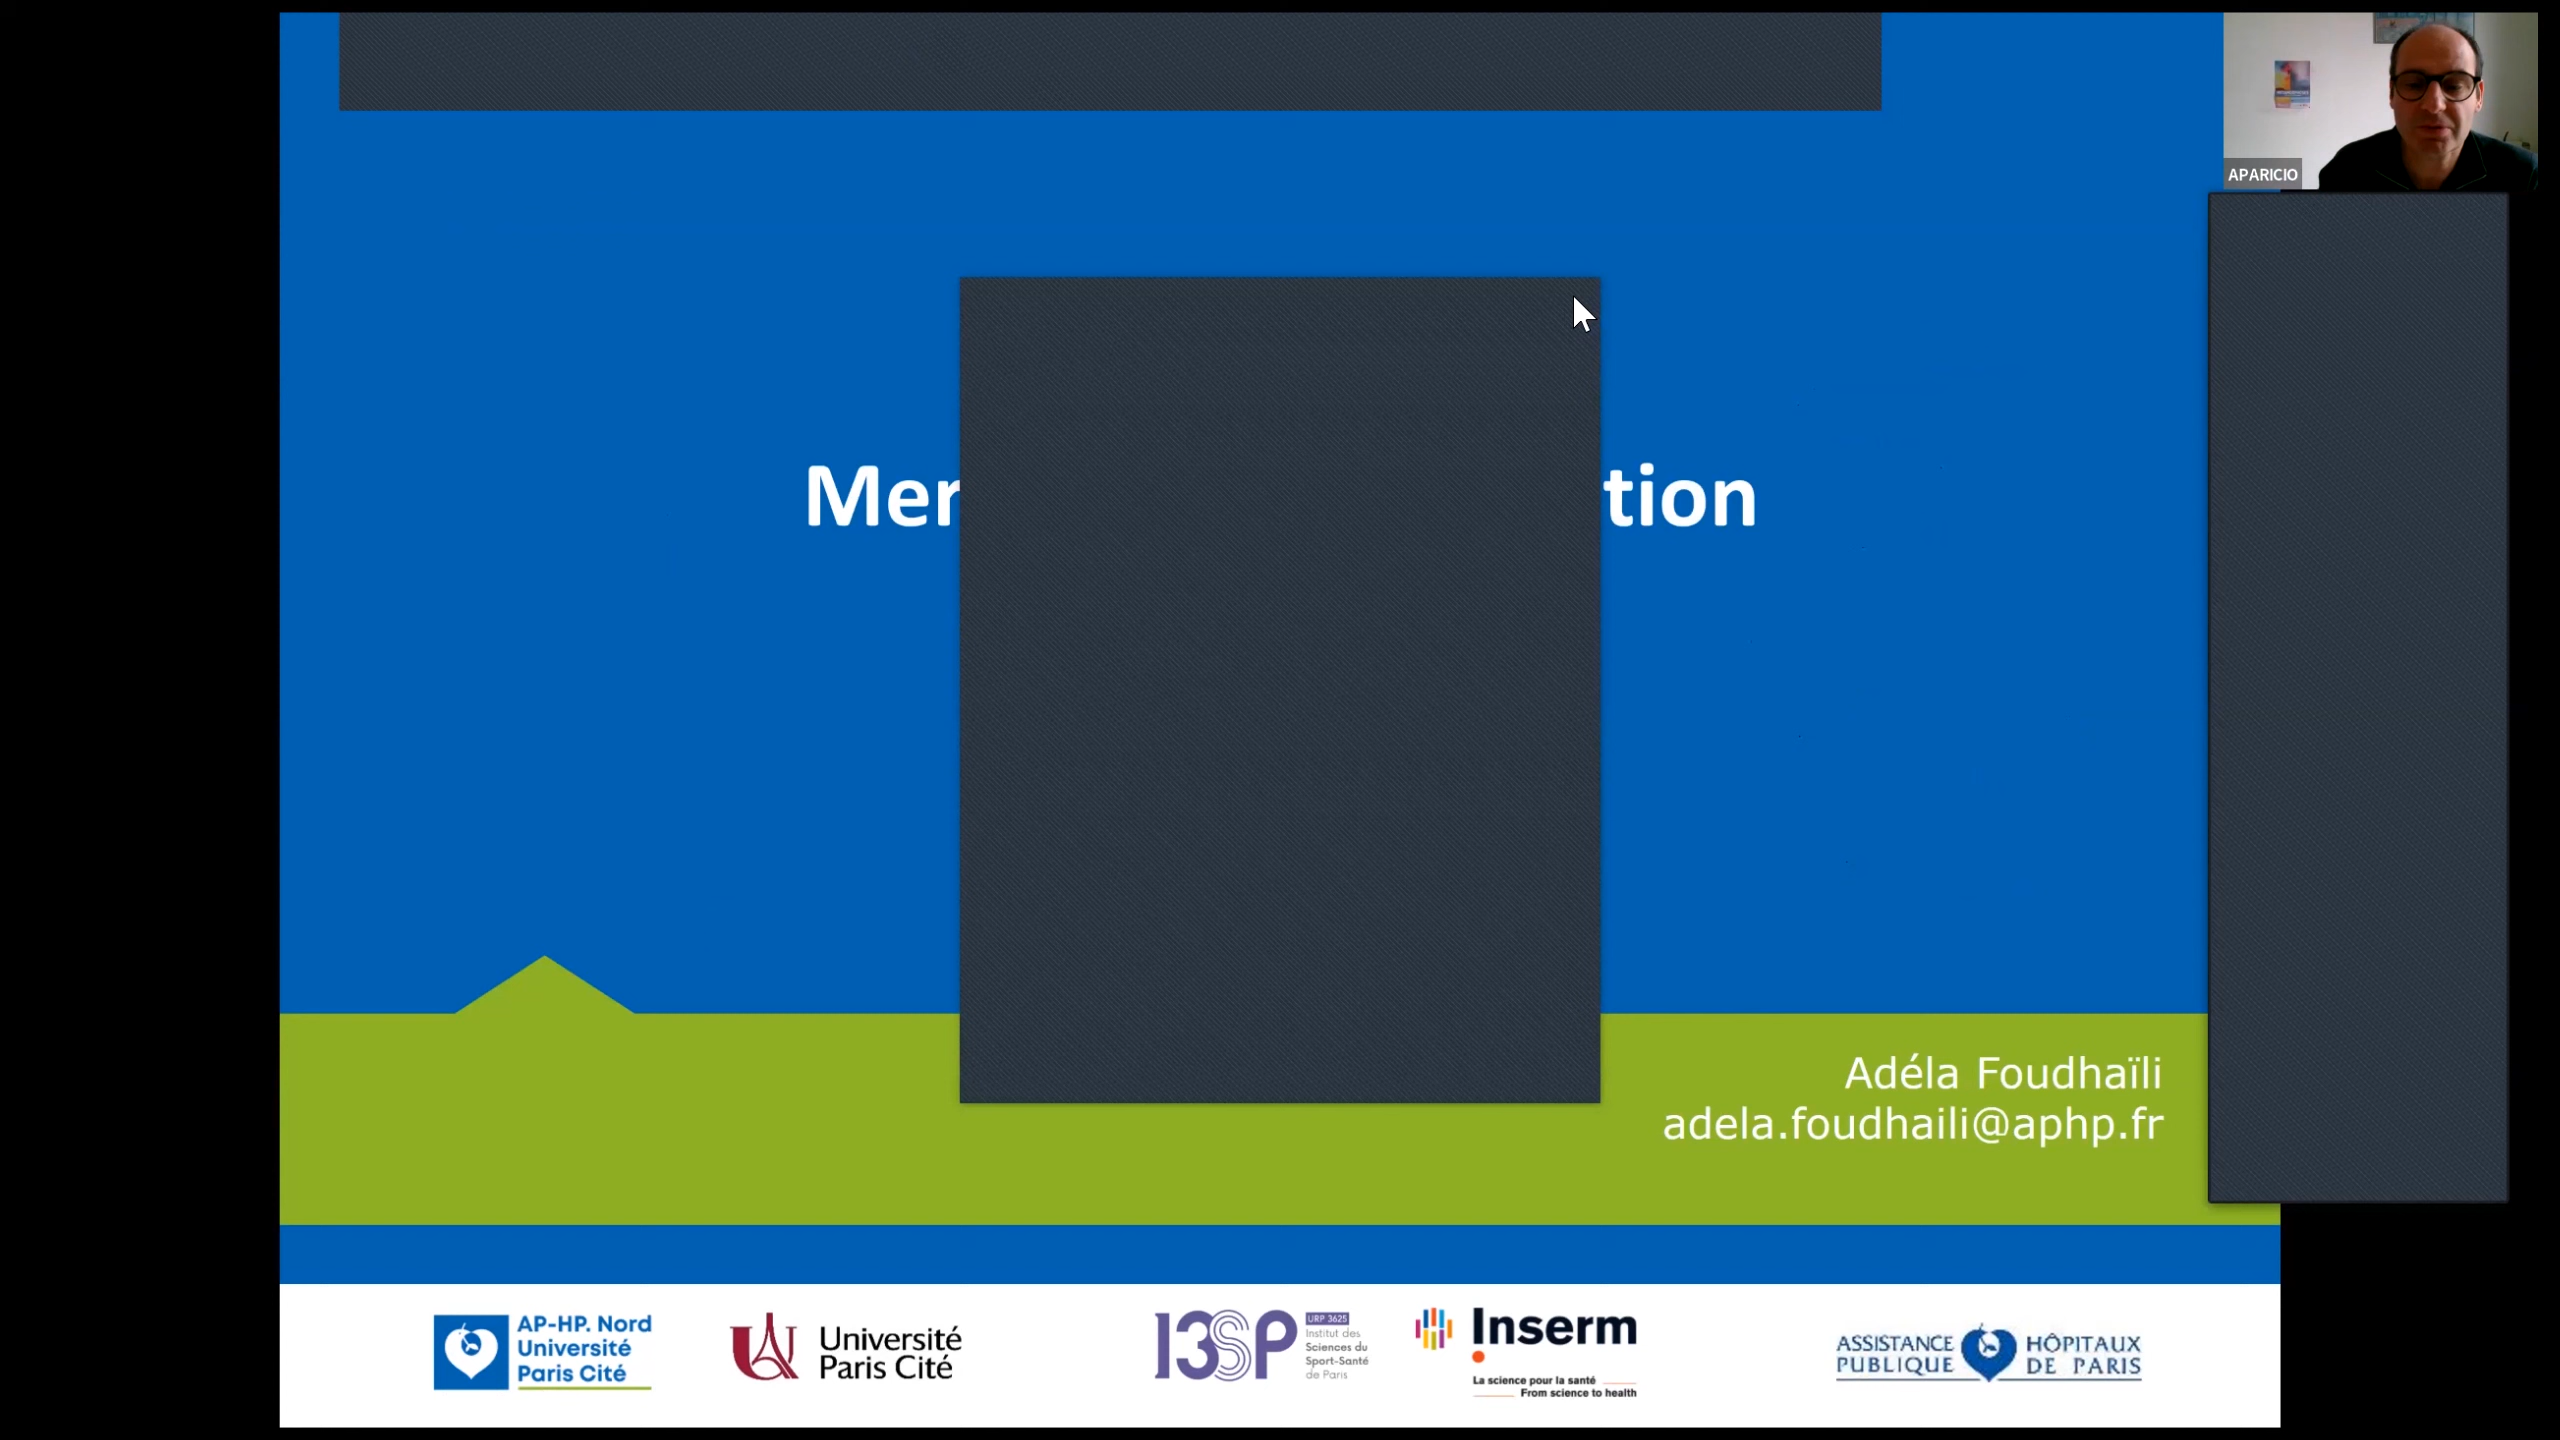 APARICIO
Mer tion
Adéla Foudhaïli
adela.foudhaili@aphp.fr
AP-HP. Nord
Université
Paris Cité
Université
Paris Cité
I3SP
URP 3625
Institut des
Sciences du
Sport-Santé
de Paris
Inserm
La science pour la santé
From science to health
ASSISTANCE
PUBLIQUE
HÔPITAUX
DE PARIS